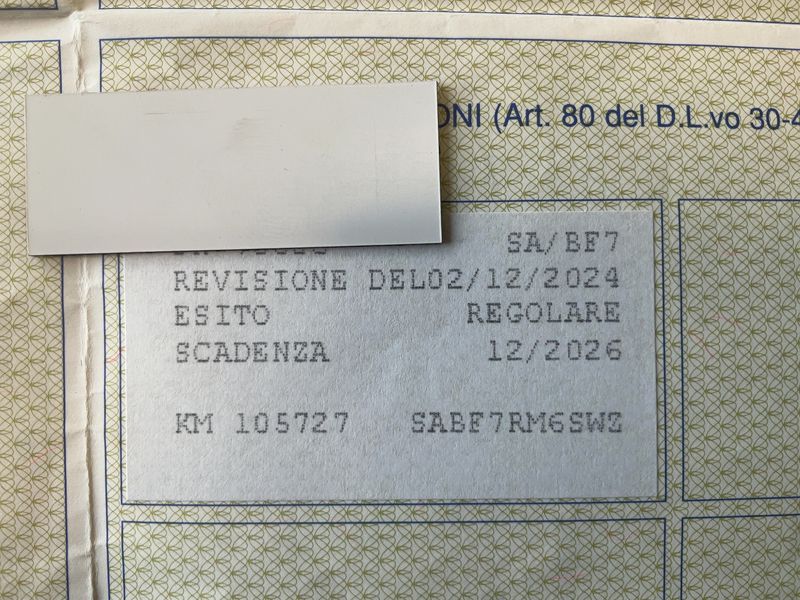 ONI (Art. 80 del D.L.vo 30-4
SA/BF7
REVISIONE DEL02/12/2024
ESITO REGOLARE
SCADENZA 12/2026
KM 105727 SABF7RM6SWZ